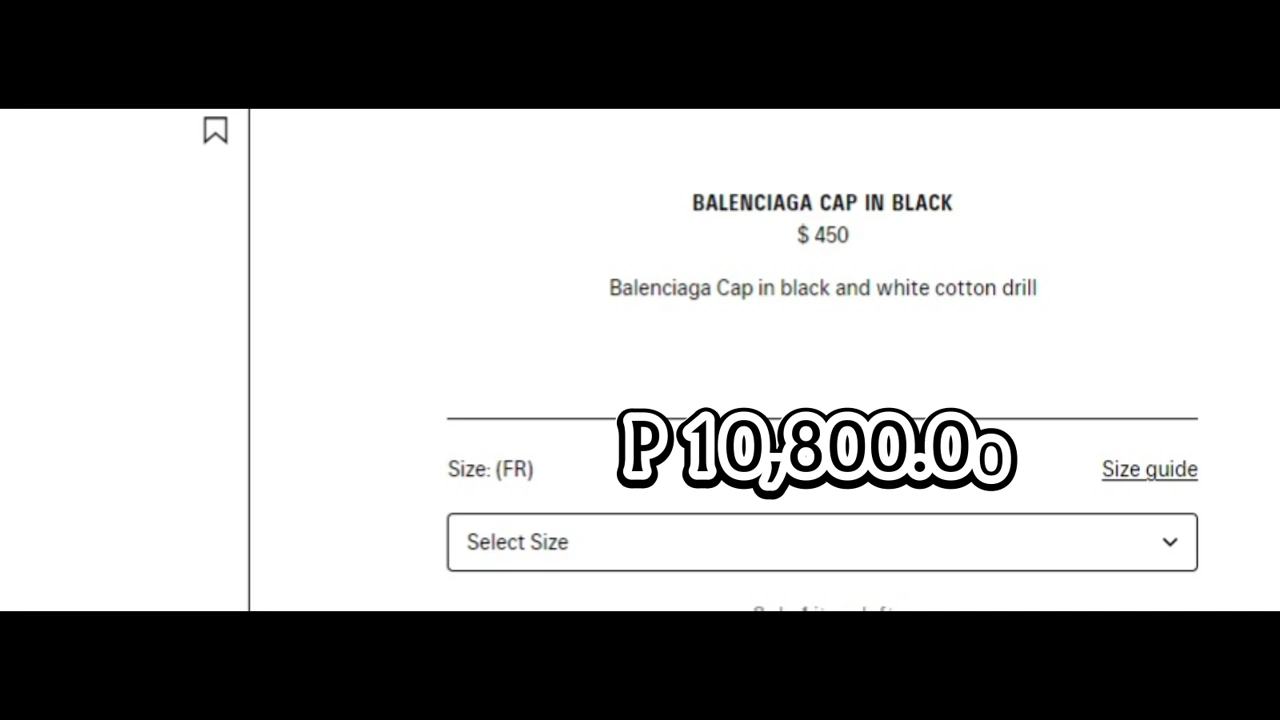 BALENCIAGA CAP IN BLACK
$ 450
Balenciaga Cap in black and white cotton drill
P 10,800.0o
Size: (FR)
Size guide
Select Size